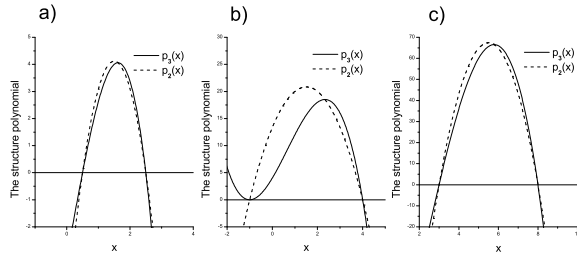 a)
p3(x)
p2(x)
The structure polynomial
5
4
3
2
1
0
-1
-2
0 2 4
x
b)
p3(x)
p2(x)
The structure polynomial
35
30
25
20
15
10
5
0
-5
-2 0 2 4
x
c)
p3(x)
p2(x)
The structure polynomial
70
60
50
40
30
20
10
0
-10
-20
2 4 6 8
x